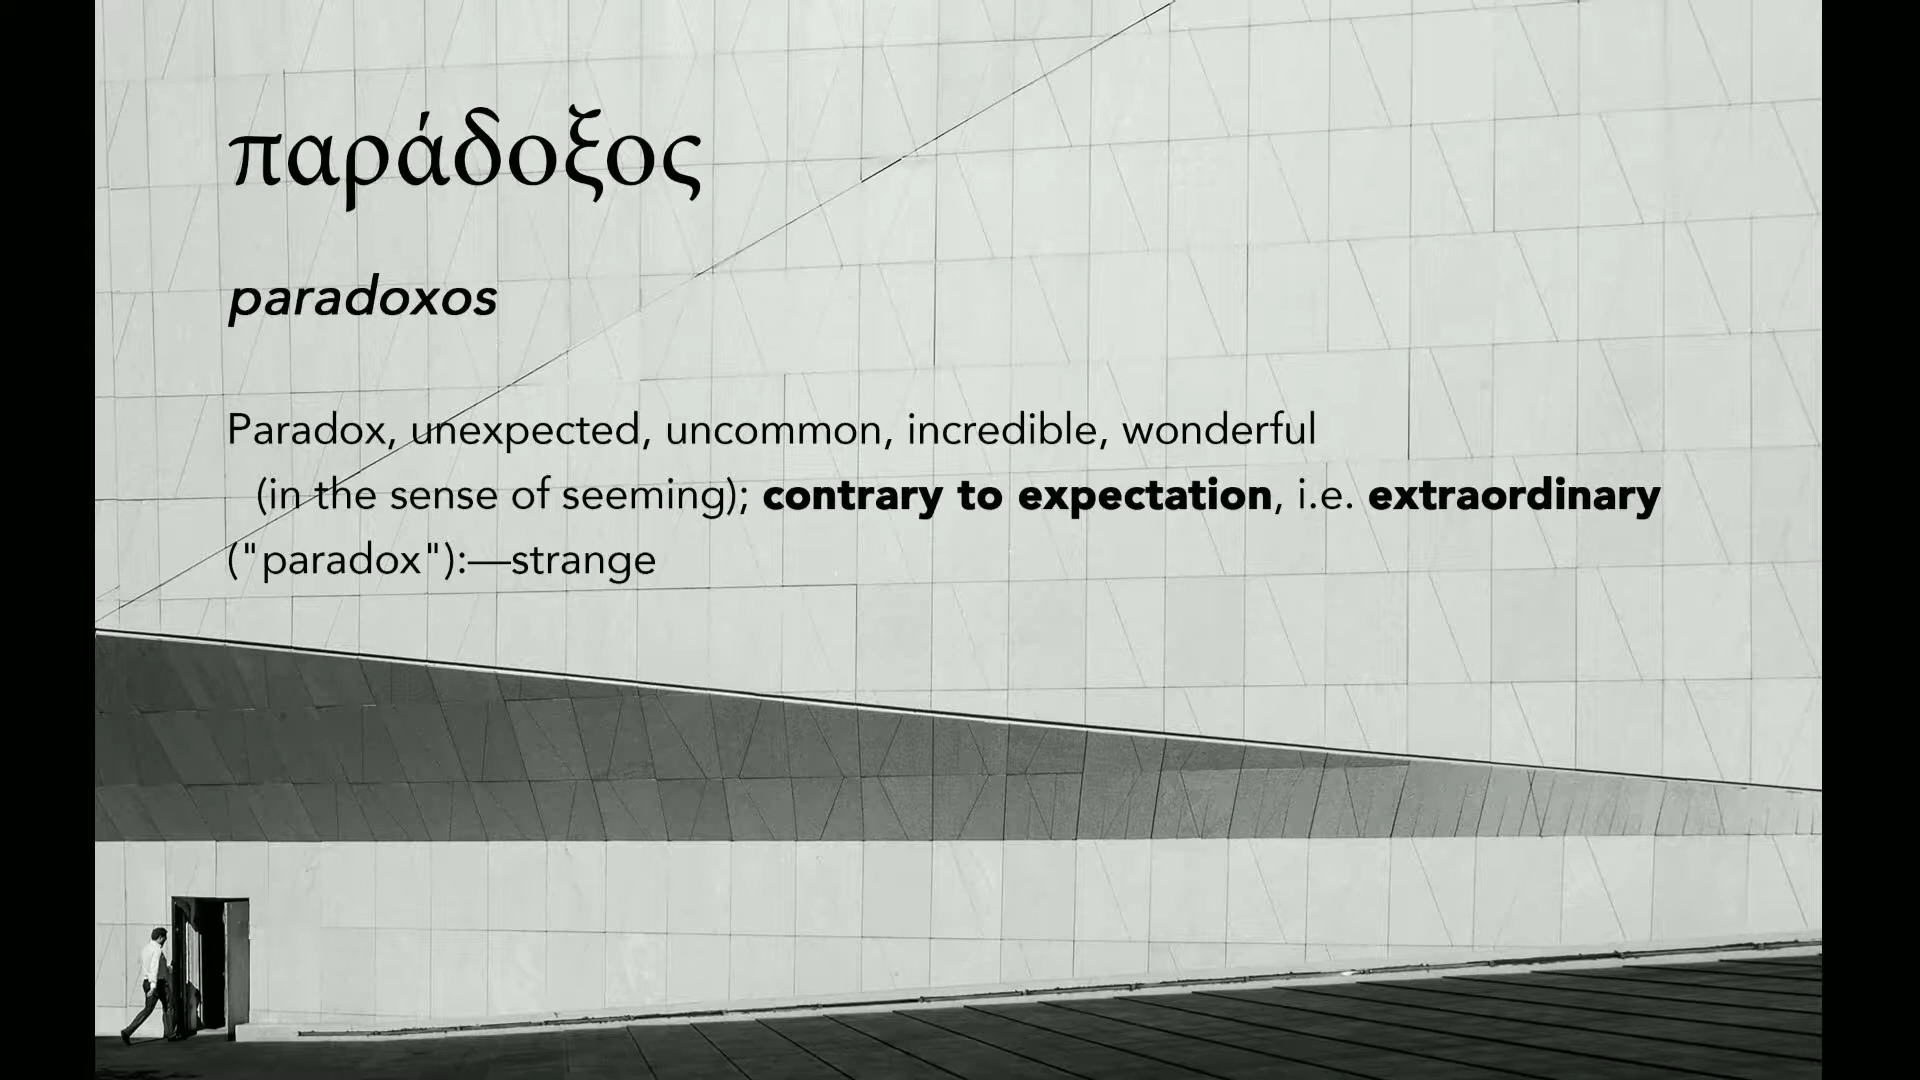 παράδοξος
paradoxos
Paradox, unexpected, uncommon, incredible, wonderful
(in the sense of seeming); contrary to expectation, i.e. extraordinary
("paradox"):—strange